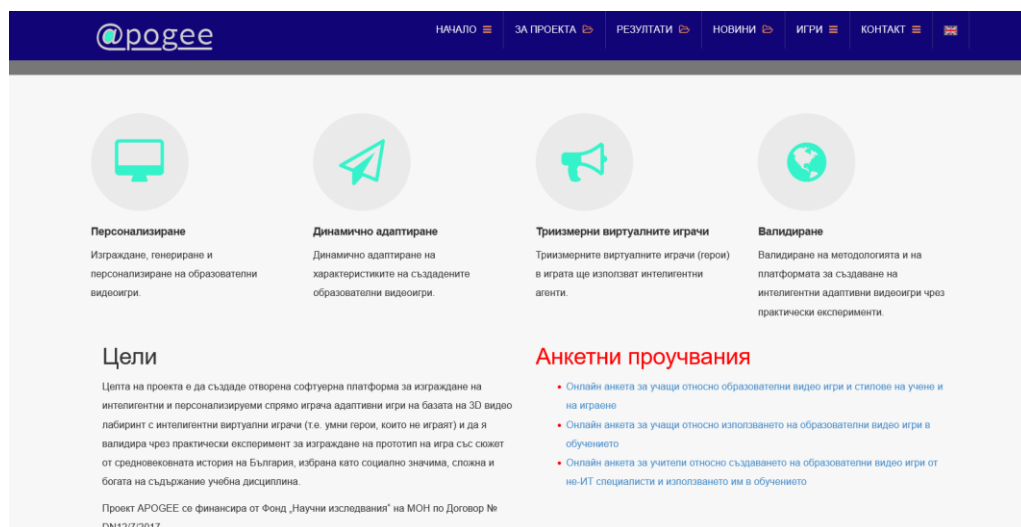 @pogee
НАЧАЛО
ЗА ПРОЕКТА
РЕЗУЛТАТИ
НОВИНИ
ИГРИ
КОНТАКТ
Персонализиране
Изграждане, генериране и
персонализиране на образователни
видеоигри.
Динамично адаптиране
Динамично адаптиране на
характеристиките на създадените
образователни видеоигри.
Триизмерни виртуалните играчи
Триизмерните виртуалните играчи (герои)
в играта ще използват интелигентни
агенти.
Валидиране
Валидиране на методологията и на
платформата за създаване на
интелигентни адаптивни видеоигри чрез
практически експерименти.
Цели
Целта на проекта е да създаде отворена софтуерна платформа за изграждане на
интелигентни и персонализируеми спрямо играча адаптивни игри на базата на 3D видео
лабиринт с интелигентни виртуални играчи (т.е. умни герои, които не играят) и да я
валидира чрез практически експеримент за изграждане на прототип на игра със сюжет
от средновековната история на България, избрана като социално значима, сложна и
богата на съдържание учебна дисциплина.
Проект APOGEE се финансира от Фонд „Научни изследвания" на МОН по Договор №
DN12/7/2017
Анкетни проучвания
Онлайн анкета за учащи относно образователни видео игри и стилове на учене и
на играене
Онлайн анкета за учащи относно използването на образователни видео игри в
обучението
Онлайн анкета за учители относно създаването на образователни видео игри от
не-ИТ специалисти и използването им в обучението